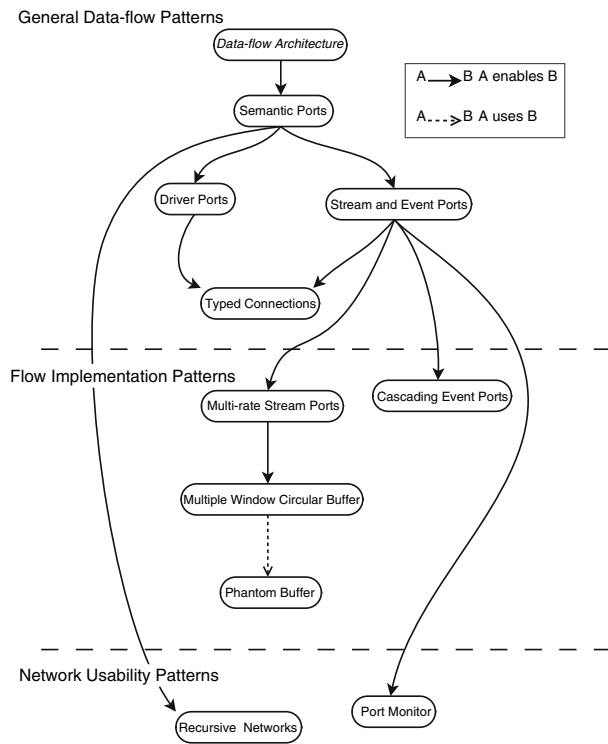 General Data-flow Patterns
Data-flow Architecture
A B A enables B
A B A uses B
Semantic Ports
Driver Ports
Stream and Event Ports
Typed Connections
Flow Implementation Patterns
Multi-rate Stream Ports
Cascading Event Ports
Multiple Window Circular Buffer
Phantom Buffer
Network Usability Patterns
Recursive Networks
Port Monitor